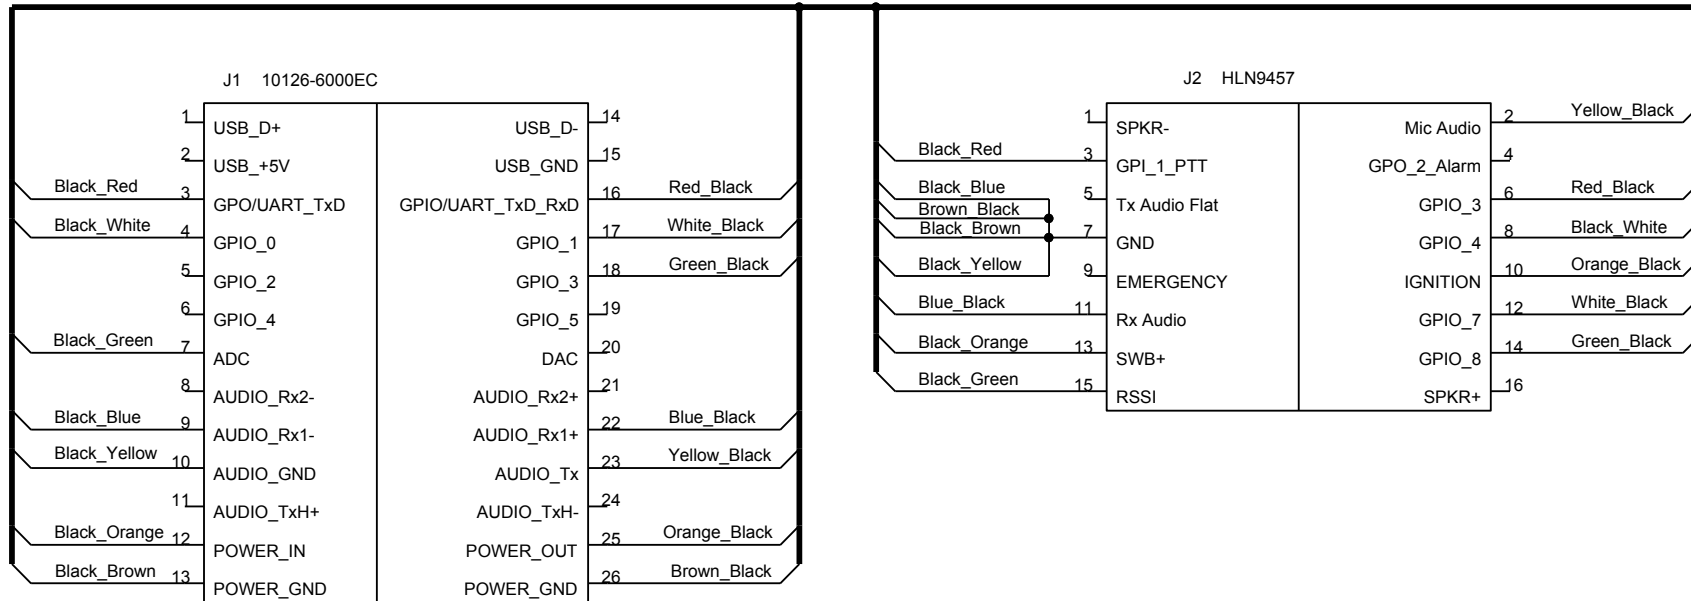 J1 10126-6000EC
1 USB_D+ USB_D- 14
2 USB_+5V USB_GND 15
Black_Red 3 GPO/UART_TxD GPIO/UART_TxD_RxD 16 Red_Black
Black_White 4 GPIO_0 GPIO_1 17 White_Black
5 GPIO_2 GPIO_3 18 Green_Black
6 GPIO_4 GPIO_5 19
Black_Green 7 ADC DAC 20
8 AUDIO_Rx2- AUDIO_Rx2+ 21
Black_Blue 9 AUDIO_Rx1- AUDIO_Rx1+ 22 Blue_Black
Black_Yellow 10 AUDIO_GND AUDIO_Tx 23 Yellow_Black
11 AUDIO_TxH+ AUDIO_TxH- 24
Black_Orange 12 POWER_IN POWER_OUT 25 Orange_Black
Black_Brown 13 POWER_GND POWER_GND 26 Brown_Black
J2 HLN9457
1 SPKR- Mic Audio 2 Yellow_Black
Black_Red 3 GPI_1_PTT GPO_2_Alarm 4
Black_Blue 5 Tx Audio Flat GPIO_3 6 Red_Black
Brown_Black
Black_Brown 7 GND GPIO_4 8 Black_White
Black_Yellow 9 EMERGENCY IGNITION 10 Orange_Black
Blue_Black 11 Rx Audio GPIO_7 12 White_Black
Black_Orange 13 SWB+ GPIO_8 14 Green_Black
Black_Green 15 RSSI SPKR+ 16